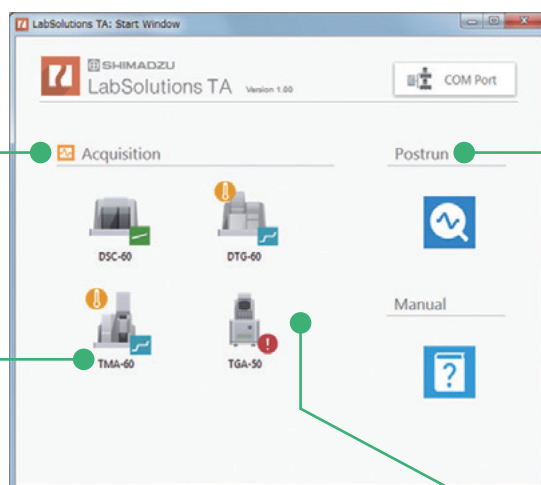 LabSolutions TA: Start Window
SHIMADZU
LabSolutions TA Version 1.00
COM Port
Acquisition
Postrun
DSC-60
DTG-60
Manual
TMA-60
TGA-50